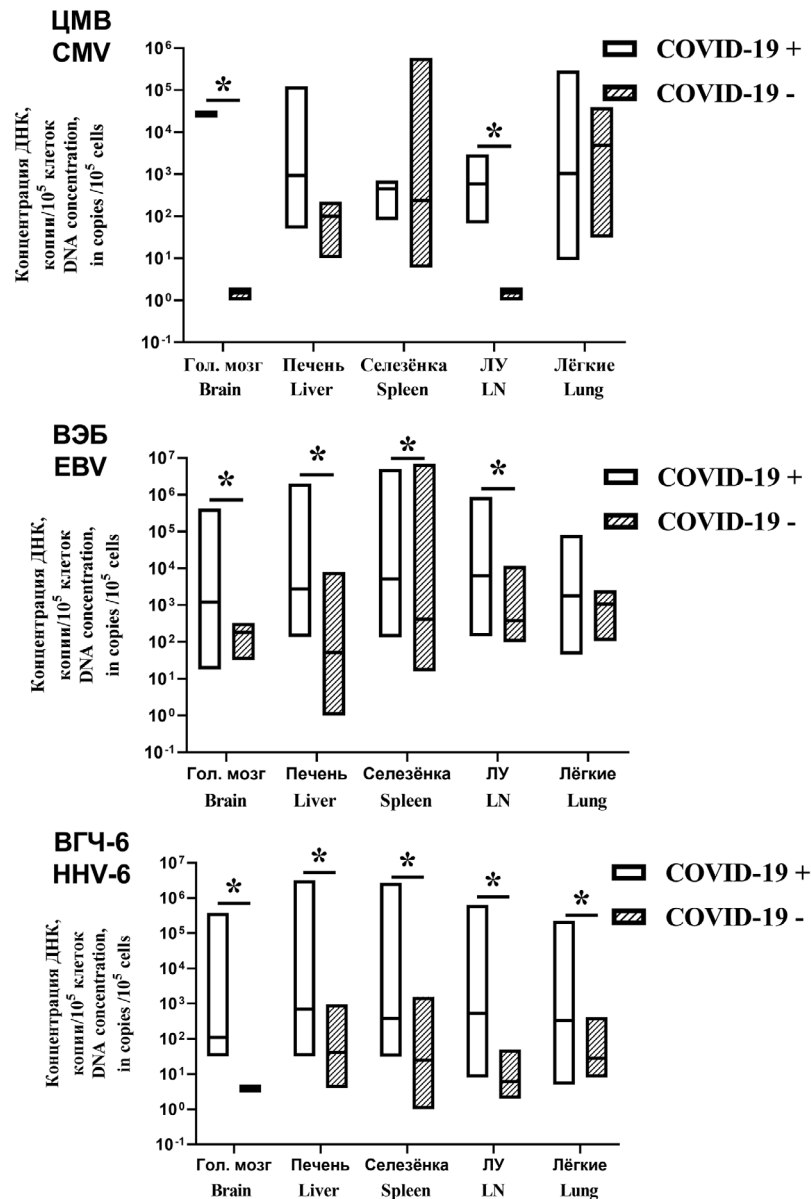 ЦМВ
CMV
Концентрация ДНК,
копии/10⁵ клеток
DNA concentration,
in copies /10⁵ cells
10⁶
10⁵
10⁴
10³
10²
10¹
10⁰
10⁻¹
*
*
COVID-19 +
COVID-19 -
Гол. мозг Печень Селезёнка ЛУ Лёгкие
Brain Liver Spleen LN Lung
ВЭБ
EBV
Концентрация ДНК,
копии/10⁵ клеток
DNA concentration,
in copies /10⁵ cells
10⁷
10⁶
10⁵
10⁴
10³
10²
10¹
10⁰
10⁻¹
* * * *
COVID-19 +
COVID-19 -
Гол. мозг Печень Селезёнка ЛУ Лёгкие
Brain Liver Spleen LN Lung
ВГЧ-6
HHV-6
Концентрация ДНК,
копии/10⁵ клеток
DNA concentration,
in copies /10⁵ cells
10⁷
10⁶
10⁵
10⁴
10³
10²
10¹
10⁰
10⁻¹
* * * * *
COVID-19 +
COVID-19 -
Гол. мозг Печень Селезёнка ЛУ Лёгкие
Brain Liver Spleen LN Lung